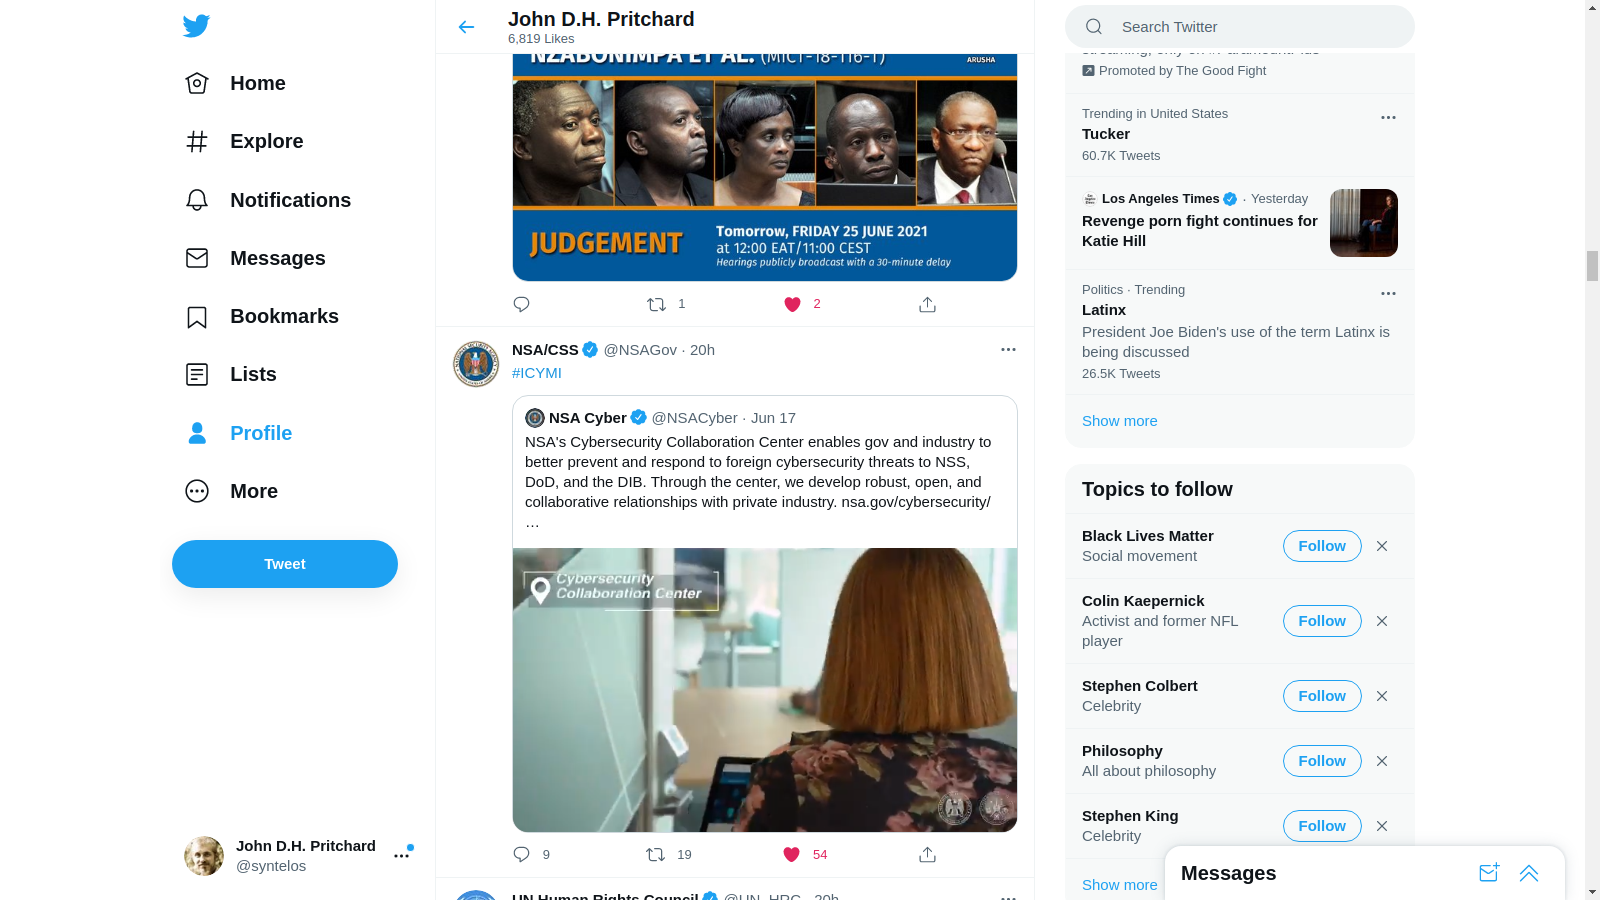 Home
Explore
Notifications
Messages
Bookmarks
Lists
Profile
More
Tweet
John D.H. Pritchard
@syntelos
John D.H. Pritchard
6,819 Likes
NZABONIMPA ET AL. (MICT-18-116-T)
ARUSHA
JUDGEMENT
Tomorrow, FRIDAY 25 JUNE 2021
at 12:00 EAT/11:00 CEST
Hearings publicly broadcast with a 30-minute delay
1
2
NSA/CSS @NSAGov · 20h
#ICYMI
NSA Cyber @NSACyber · Jun 17
NSA's Cybersecurity Collaboration Center enables gov and industry to
better prevent and respond to foreign cybersecurity threats to NSS,
DoD, and the DIB. Through the center, we develop robust, open, and
collaborative relationships with private industry. nsa.gov/cybersecurity/
…
Cybersecurity
Collaboration Center
9
19
54
UN Human Rights Council @UN_HRC · 20h
Search Twitter
streaming, only on #ParamountPlus
Promoted by The Good Fight
Trending in United States
Tucker
60.7K Tweets
Los Angeles Times · Yesterday
Revenge porn fight continues for
Katie Hill
Politics · Trending
Latinx
President Joe Biden's use of the term Latinx is
being discussed
26.5K Tweets
Show more
Topics to follow
Black Lives Matter
Social movement
Follow
Colin Kaepernick
Activist and former NFL
player
Follow
Stephen Colbert
Celebrity
Follow
Philosophy
All about philosophy
Follow
Stephen King
Celebrity
Follow
Show more
Messages